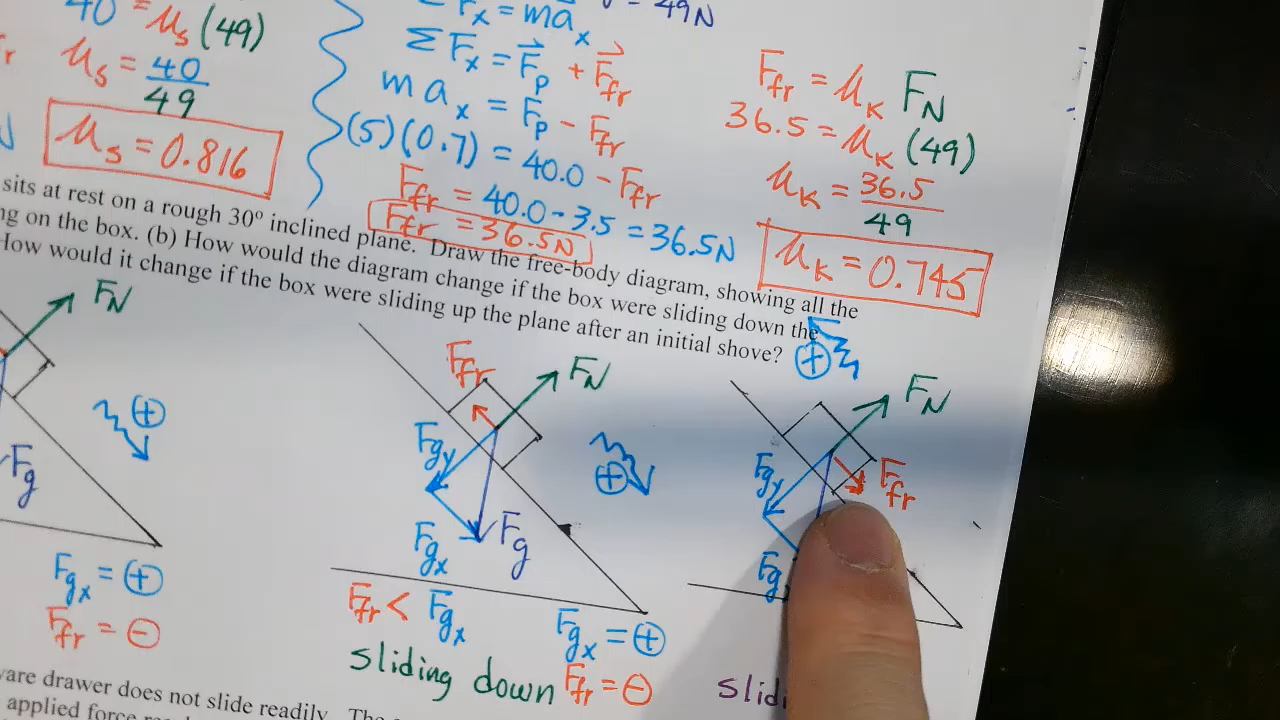 40 = μs (49)
μs = 40/49
μs = 0.816
ΣFx = max
ΣFx = Fp + Ffr
max = Fp - Ffr
(5)(0.7) = 40.0 - Ffr
Ffr = 40.0 - 3.5 = 36.5N
Ffr = 36.5N
49N
Ffr = μK FN
36.5 = μK (49)
μK = 36.5/49
μK = 0.745
sits at rest on a rough 30° inclined plane. Draw the free-body diagram, showing all the
on the box. (b) How would the diagram change if the box were sliding down the
How would it change if the box were sliding up the plane after an initial shove?
FN
+
Fg
Fgx = +
Ffr = -
Ffr
FN
Fgy
+
Fgx
Fg
Ffr < Fgx
sliding down
Fgx = +
Ffr = -
+
FN
Fgy
Ffr
Fg
drawer does not slide readily. The
applied force